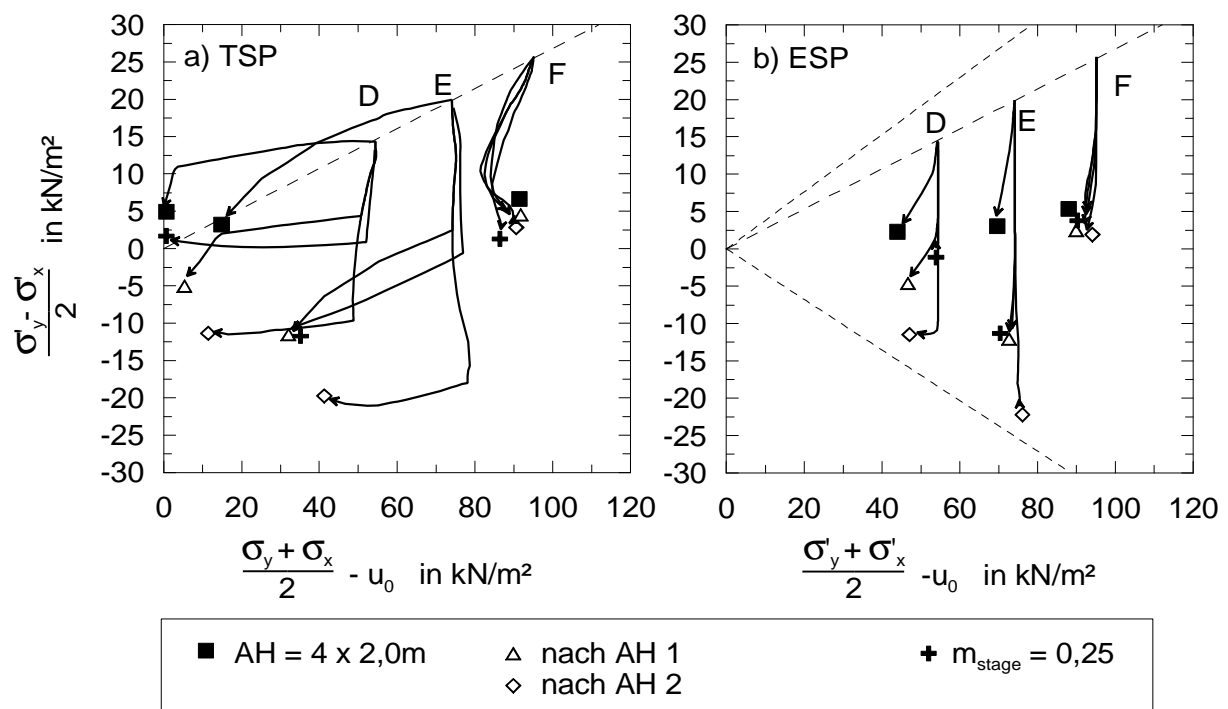 a) TSP
D
E
F
30
25
20
15
10
5
0
-5
-10
-15
-20
-25
-30
0 20 40 60 80 100 120
σ'y - σ'x
2
in kN/m²
σy + σx
2
- u₀ in kN/m²
b) ESP
D
E
F
30
25
20
15
10
5
0
-5
-10
-15
-20
-25
-30
0 20 40 60 80 100 120
σ'y + σ'x
2
-u₀ in kN/m²
AH = 4 x 2,0m
nach AH 1
nach AH 2
mstage = 0,25